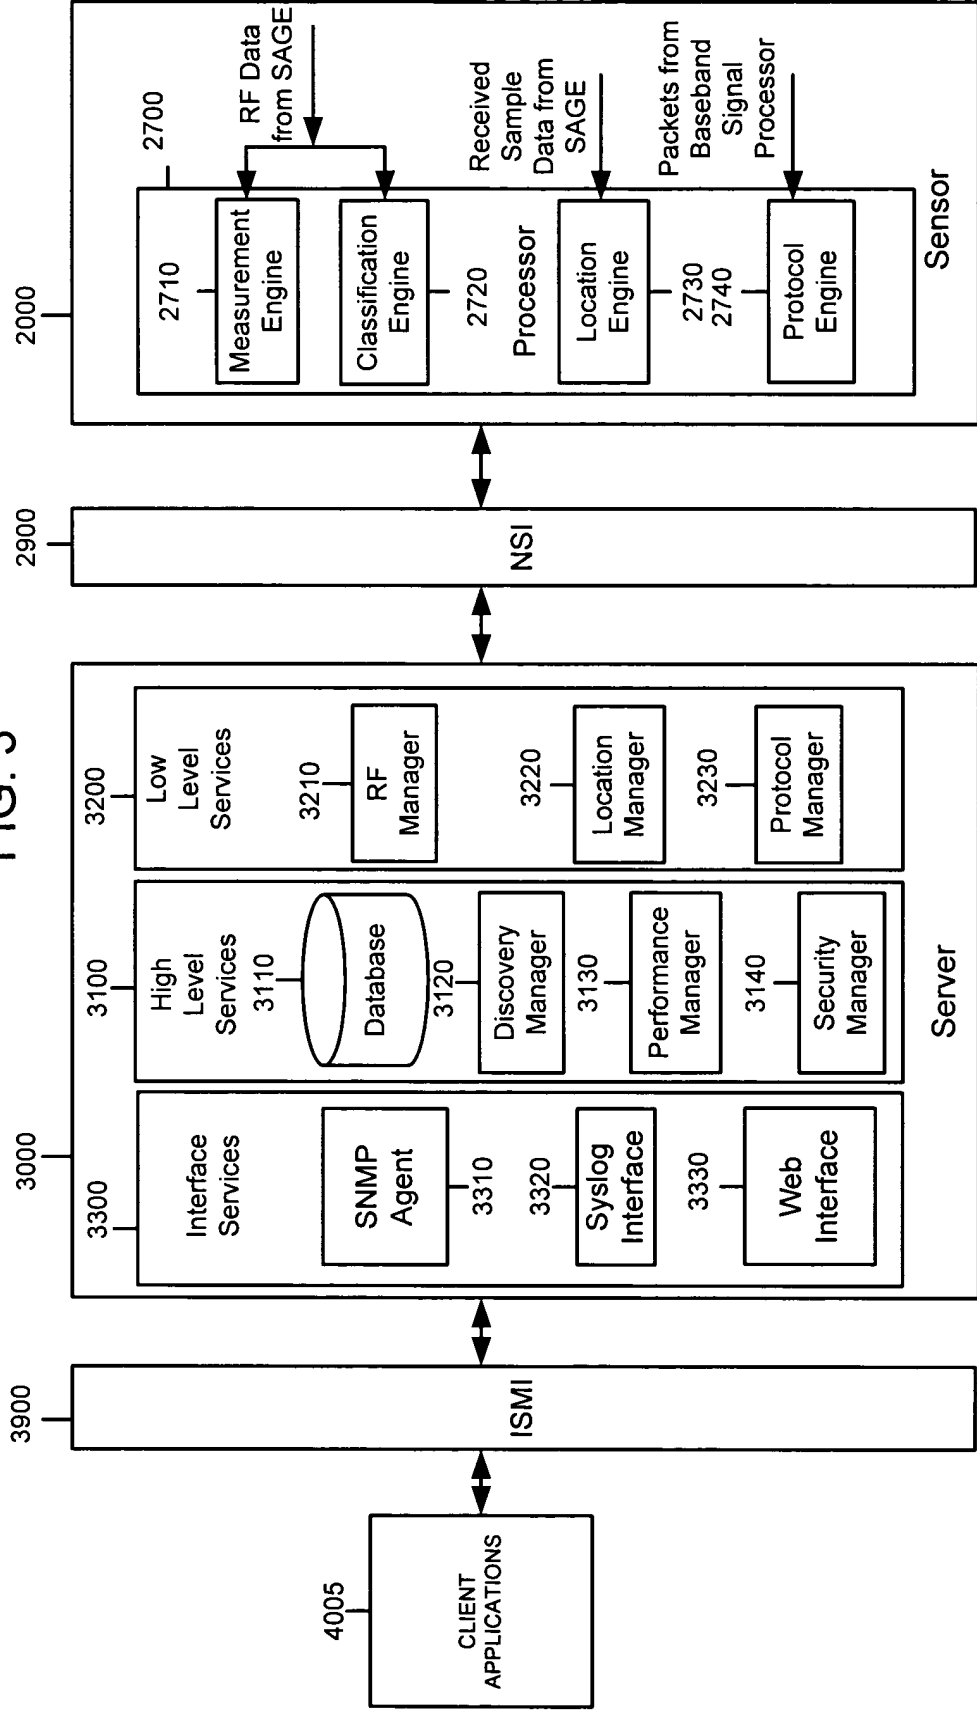 FIG.
4005
CLIENT
APPLICATIONS
3900
ISMI
3000
3300
Interface
Services
SNMP
Agent
3310
3320
Syslog
Interface
3330
Web
Interface
3100
High
Level
Services
3110
Database
3120
Discovery
Manager
3130
Performance
Manager
3140
Security
Manager
3200
Low
Level
Services
3210
RF
Manager
3220
Location
Manager
3230
Protocol
Manager
Server
2900
NSI
2000
2700
2710
Measurement
Engine
Classification
Engine
2720
Processor
Location
Engine
2730
2740
Protocol
Engine
RF Data
from SAGE
Received
Sample
Data from
SAGE
Packets from
Baseband
Signal
Processor
Sensor